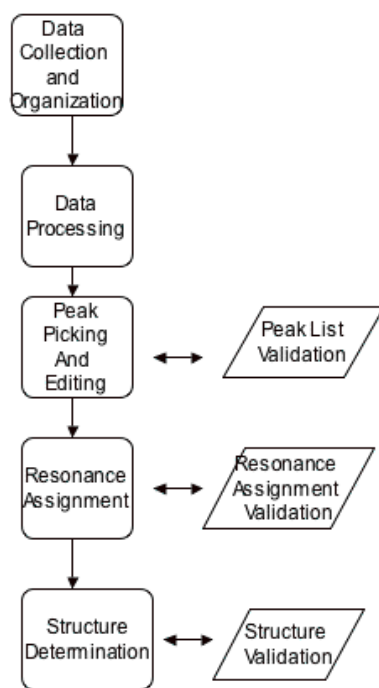 Data
Collection
and
Organization
Data
Processing
Peak
Picking
And
Editing
Peak List
Validation
Resonance
Assignment
Resonance
Assignment
Validation
Structure
Determination
Structure
Validation